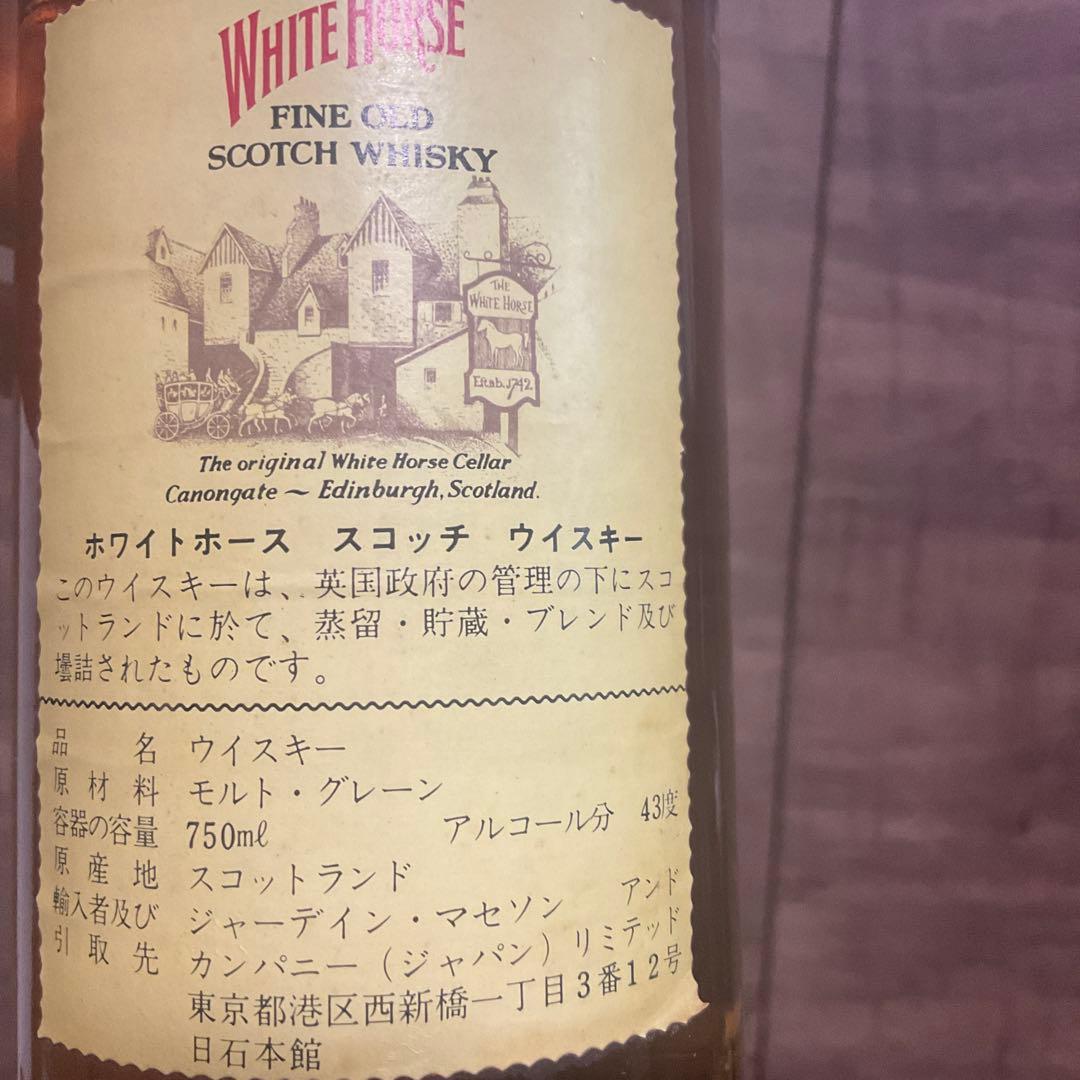 WHITE HORSE
FINE OLD
SCOTCH WHISKY
THE
WHITE HORSE
Estab. 1742
The original White Horse Cellar
Canongate ~ Edinburgh, Scotland.
ホワイトホース スコッチ ウイスキー
このウイスキーは、英国政府の管理の下にスコ
ットランドに於て、蒸留・貯蔵・ブレンド及び
壜詰されたものです。
品名 ウイスキー
原材料 モルト・グレーン
容器の容量 750mℓ アルコール分 43度
原産地 スコットランド
輸入者及び ジャーデイン・マセソン アンド
引取先 カンパニー(ジャパン)リミテッド
東京都港区西新橋一丁目3番12号
日石本館